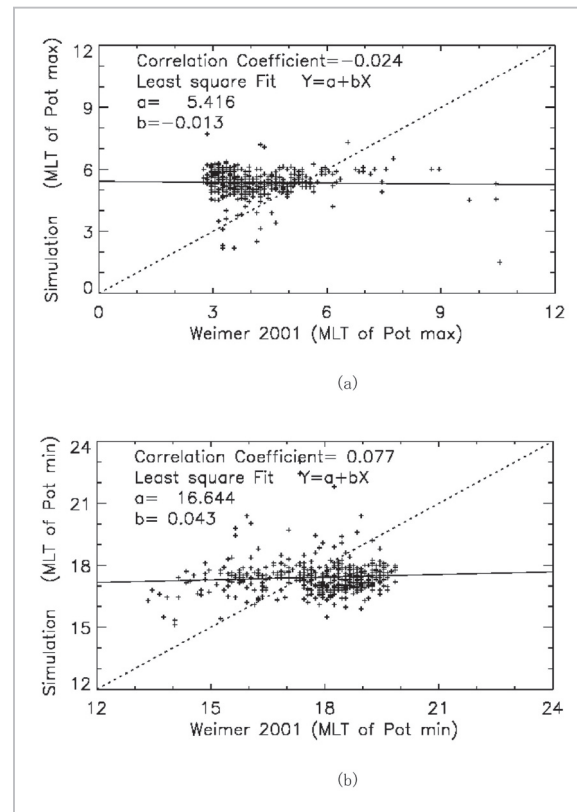 12
Correlation Coefficient=−0.024
Least square Fit Y=a+bX
a= 5.416
b=−0.013
9
6
3
0
Simulation (MLT of Pot max)
0 3 6 9 12
Weimer 2001 (MLT of Pot max)
(a)
24
Correlation Coefficient= 0.077
Least square Fit Y=a+bX
a= 16.644
b= 0.043
21
18
15
12
Simulation (MLT of Pot min)
12 15 18 21 24
Weimer 2001 (MLT of Pot min)
(b)